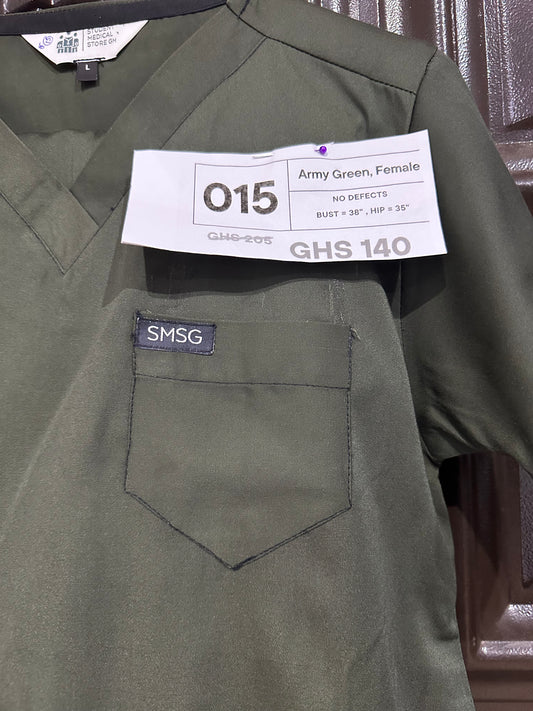 STUDENT
MEDICAL
STORE GH
L
015
Army Green, Female
NO DEFECTS
BUST = 38" , HIP = 35"
GHS 205
GHS 140
SMSG